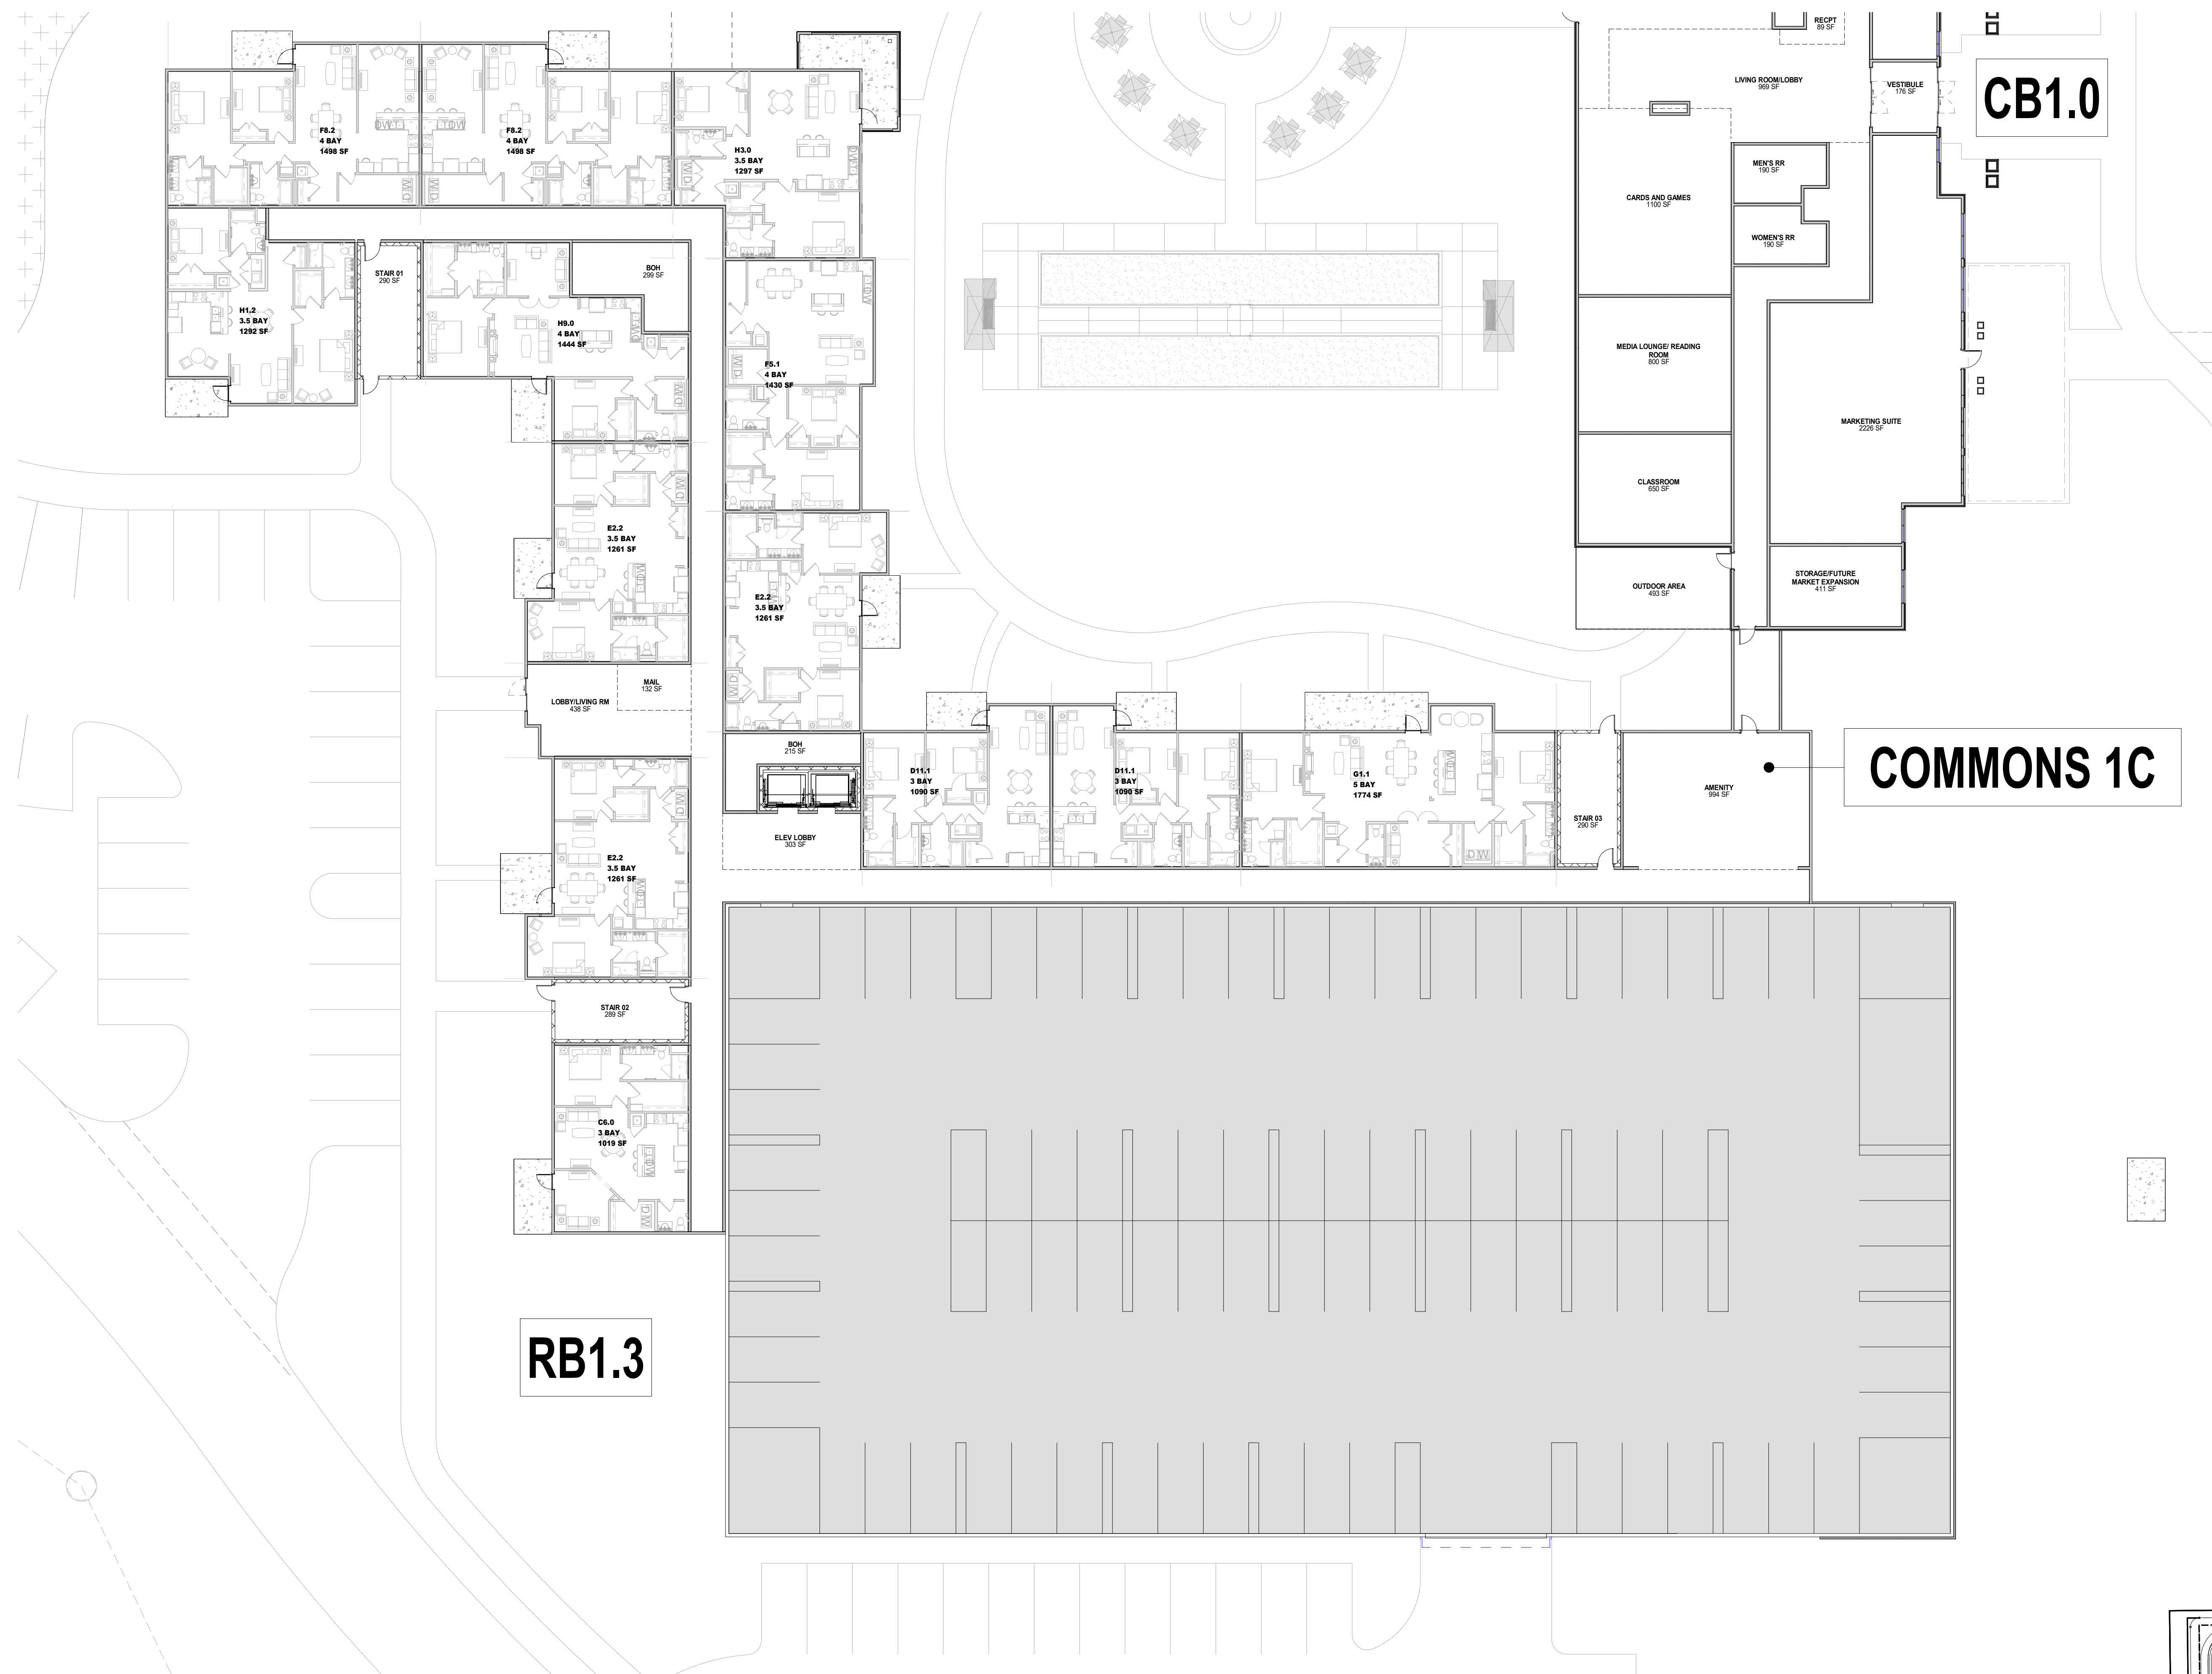 RECPT
89 SF
LIVING ROOM/LOBBY
969 SF
VESTIBULE
176 SF
CB1.0
F8.2
4 BAY
1498 SF
F8.2
4 BAY
1498 SF
H3.0
3.5 BAY
1297 SF
MEN'S RR
190 SF
CARDS AND GAMES
1100 SF
WOMEN'S RR
190 SF
STAIR 01
290 SF
BOH
299 SF
H1.2
3.5 BAY
1292 SF
H9.0
4 BAY
1444 SF
F5.1
4 BAY
1430 SF
MEDIA LOUNGE/ READING
ROOM
800 SF
MARKETING SUITE
2226 SF
CLASSROOM
650 SF
E2.2
3.5 BAY
1261 SF
E2.2
3.5 BAY
1261 SF
OUTDOOR AREA
493 SF
STORAGE/FUTURE
MARKET EXPANSION
411 SF
MAIL
132 SF
LOBBY/LIVING RM
438 SF
BOH
215 SF
D11.1
3 BAY
1090 SF
D11.1
3 BAY
1090 SF
G1.1
5 BAY
1774 SF
STAIR 03
290 SF
AMENITY
994 SF
COMMONS 1C
ELEV LOBBY
303 SF
E2.2
3.5 BAY
1261 SF
STAIR 02
289 SF
C6.0
3 BAY
1019 SF
RB1.3